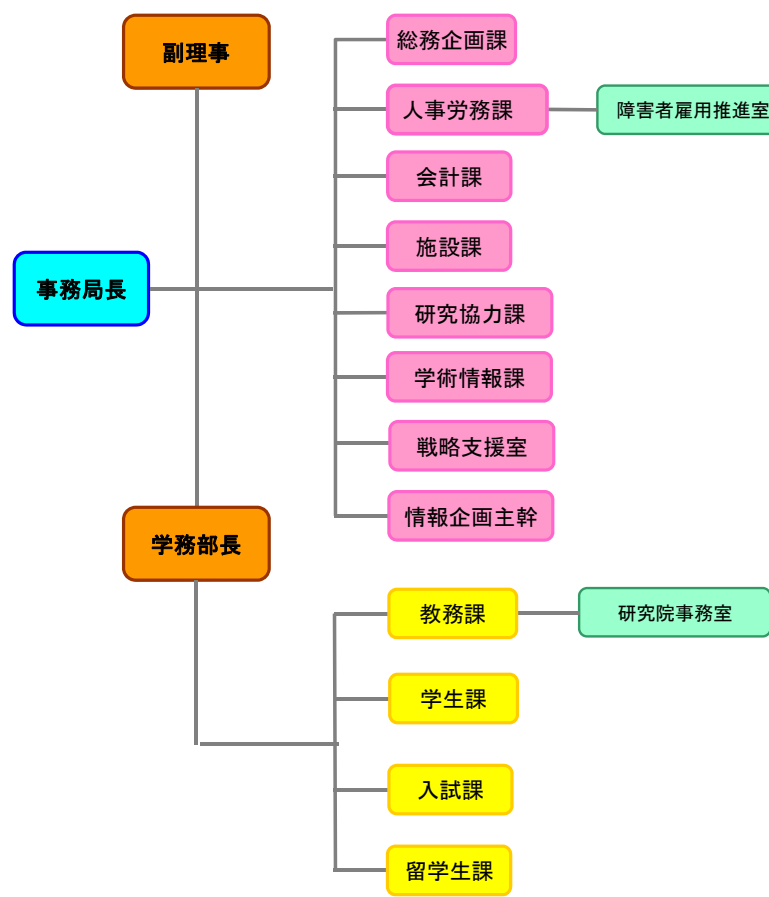 副理事
総務企画課
人事労務課
障害者雇用推進室
会計課
施設課
事務局長
研究協力課
学術情報課
戦略支援室
情報企画主幹
学務部長
教務課
研究院事務室
学生課
入試課
留学生課